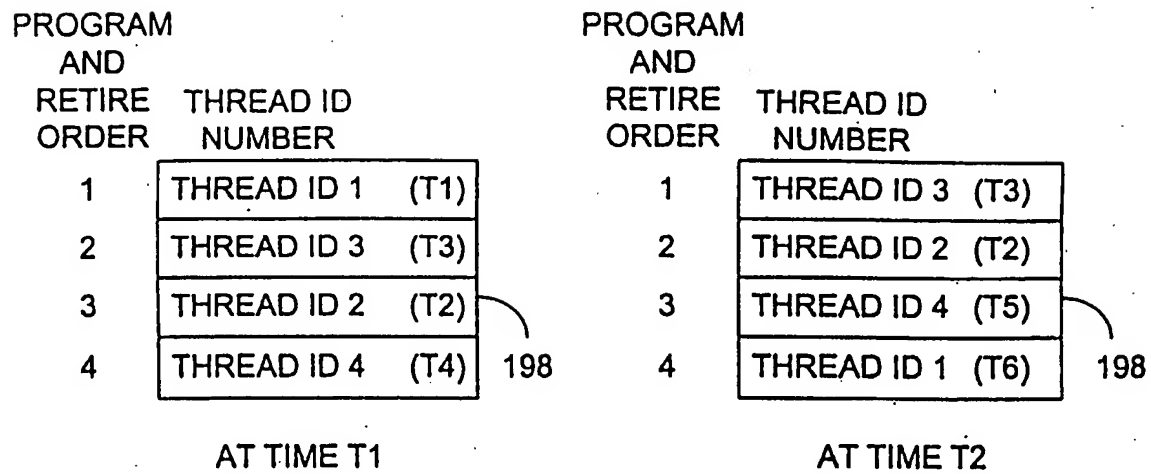 PROGRAM
AND
RETIRE
ORDER
THREAD ID
NUMBER
1 THREAD ID 1 (T1)
2 THREAD ID 3 (T3)
3 THREAD ID 2 (T2)
4 THREAD ID 4 (T4)
198
AT TIME T1
PROGRAM
AND
RETIRE
ORDER
THREAD ID
NUMBER
1 THREAD ID 3 (T3)
2 THREAD ID 2 (T2)
3 THREAD ID 4 (T5)
4 THREAD ID 1 (T6)
198
AT TIME T2